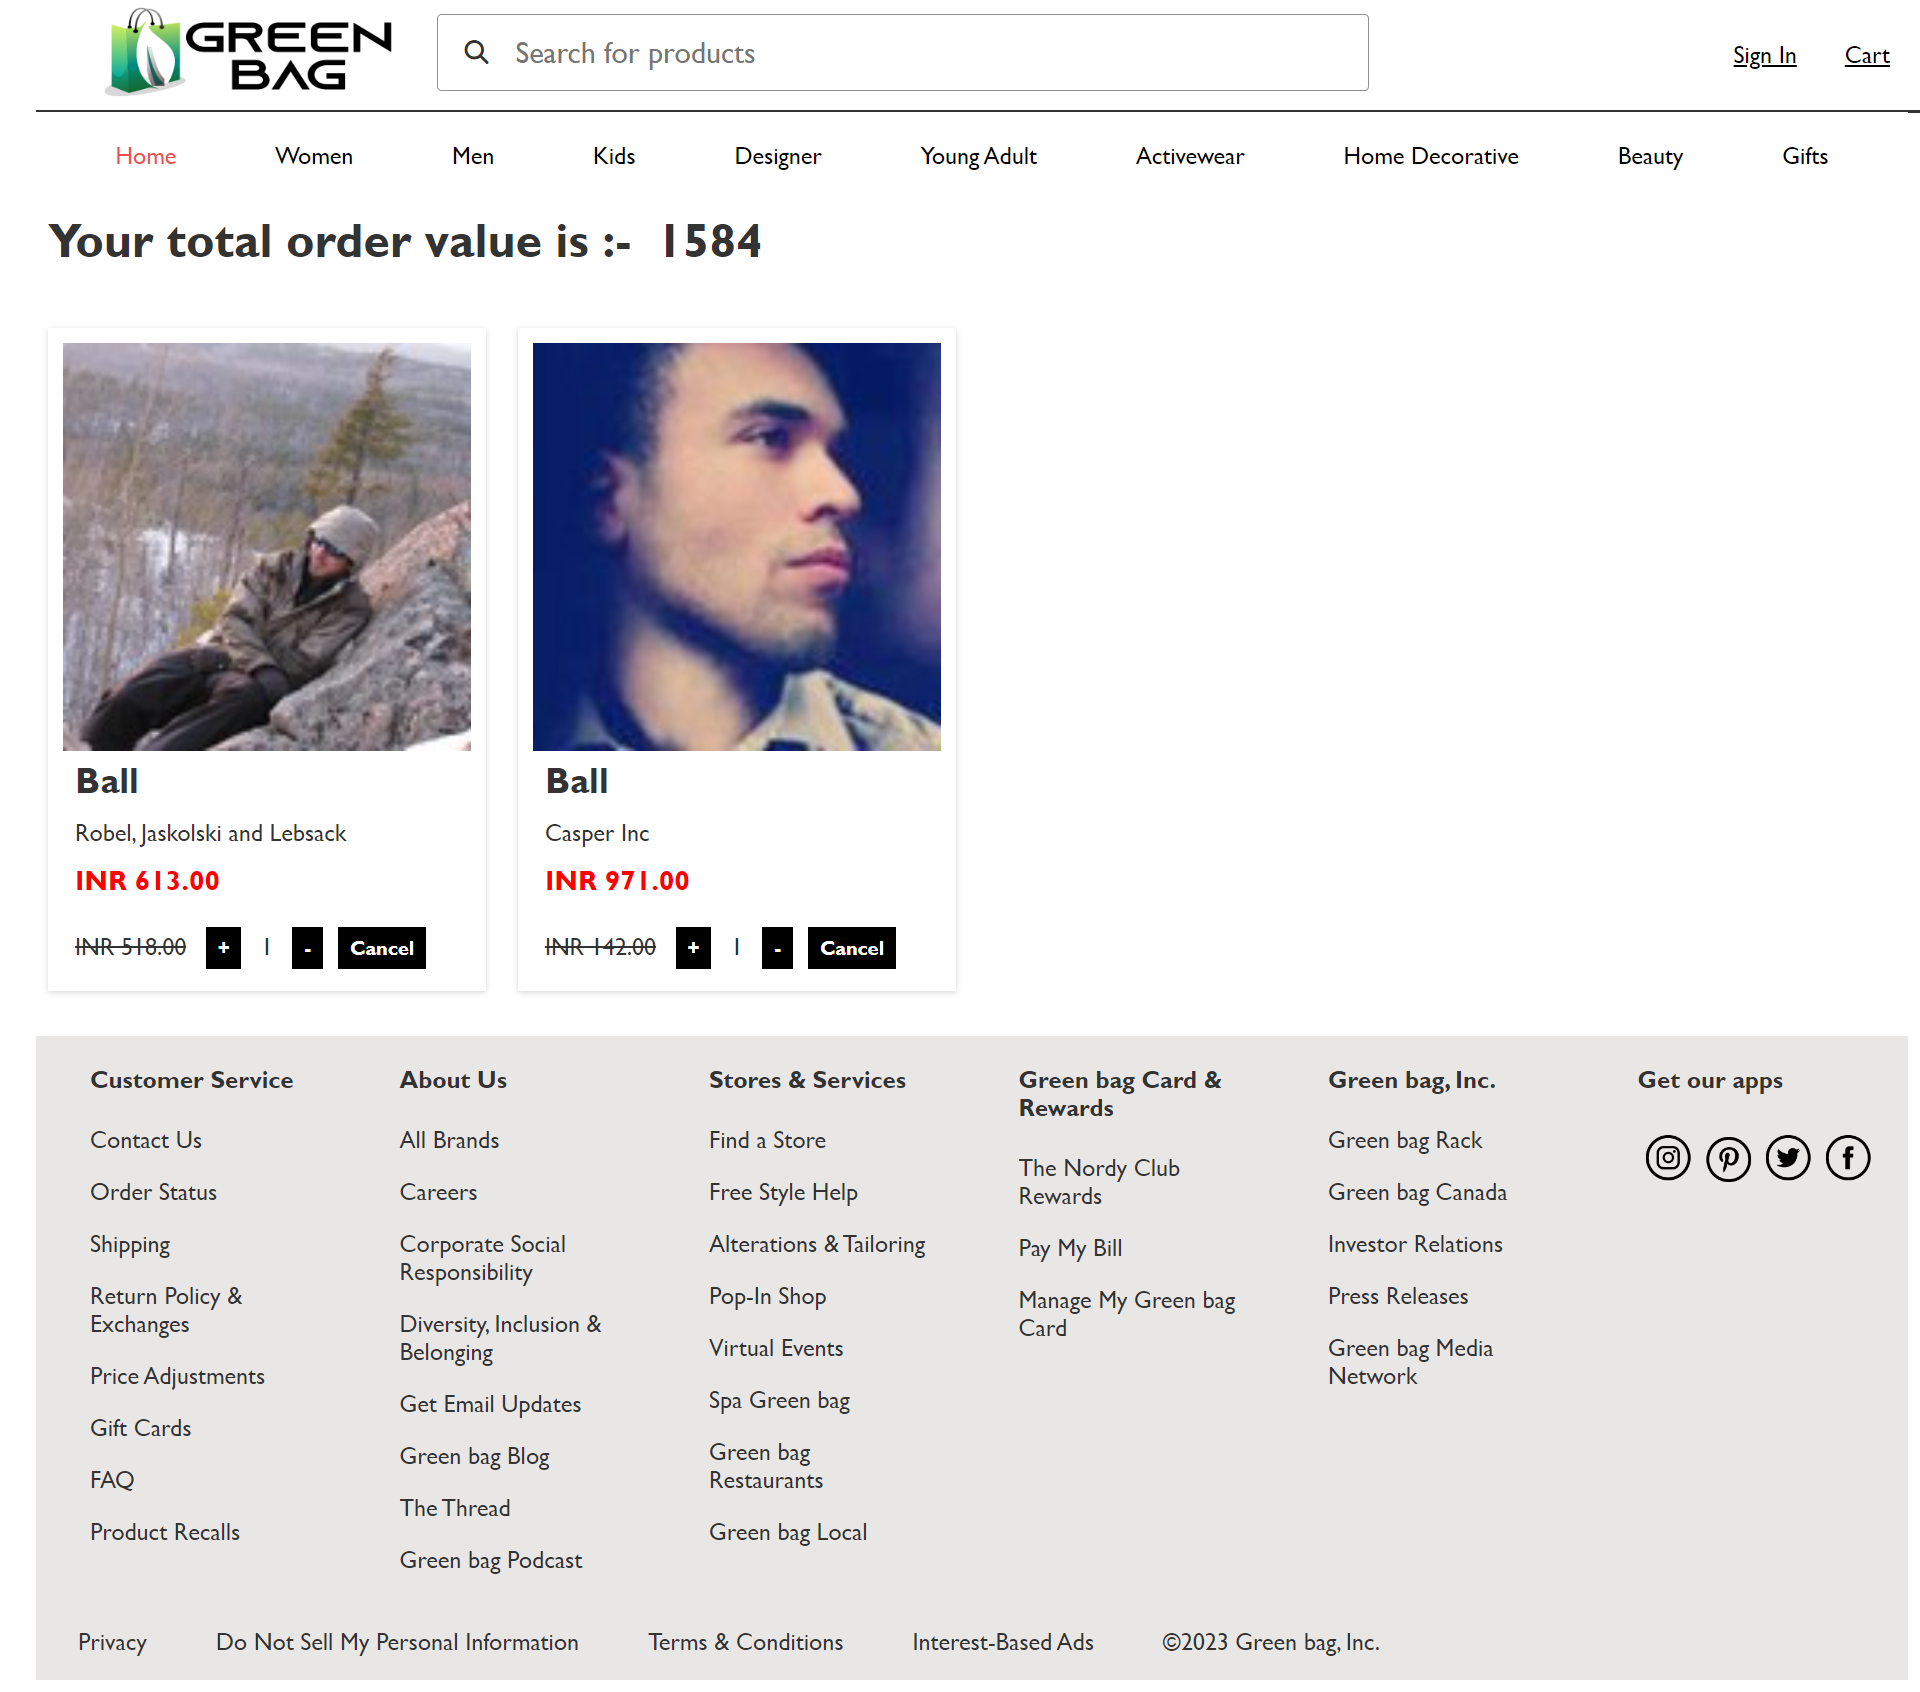 GREEN
BAG
Search for products
Sign In
Cart
Home
Women
Men
Kids
Designer
Young Adult
Activewear
Home Decorative
Beauty
Gifts
Your total order value is :- 1584
Ball
Robel, Jaskolski and Lebsack
INR 613.00
INR 518.00 + 1 - Cancel
Ball
Casper Inc
INR 971.00
INR 142.00 + 1 - Cancel
Customer Service
Contact Us
Order Status
Shipping
Return Policy &
Exchanges
Price Adjustments
Gift Cards
FAQ
Product Recalls
About Us
All Brands
Careers
Corporate Social
Responsibility
Diversity, Inclusion &
Belonging
Get Email Updates
Green bag Blog
The Thread
Green bag Podcast
Stores & Services
Find a Store
Free Style Help
Alterations & Tailoring
Pop-In Shop
Virtual Events
Spa Green bag
Green bag
Restaurants
Green bag Local
Green bag Card &
Rewards
The Nordy Club
Rewards
Pay My Bill
Manage My Green bag
Card
Green bag, Inc.
Green bag Rack
Green bag Canada
Investor Relations
Press Releases
Green bag Media
Network
Get our apps
Privacy
Do Not Sell My Personal Information
Terms & Conditions
Interest-Based Ads
©2023 Green bag, Inc.